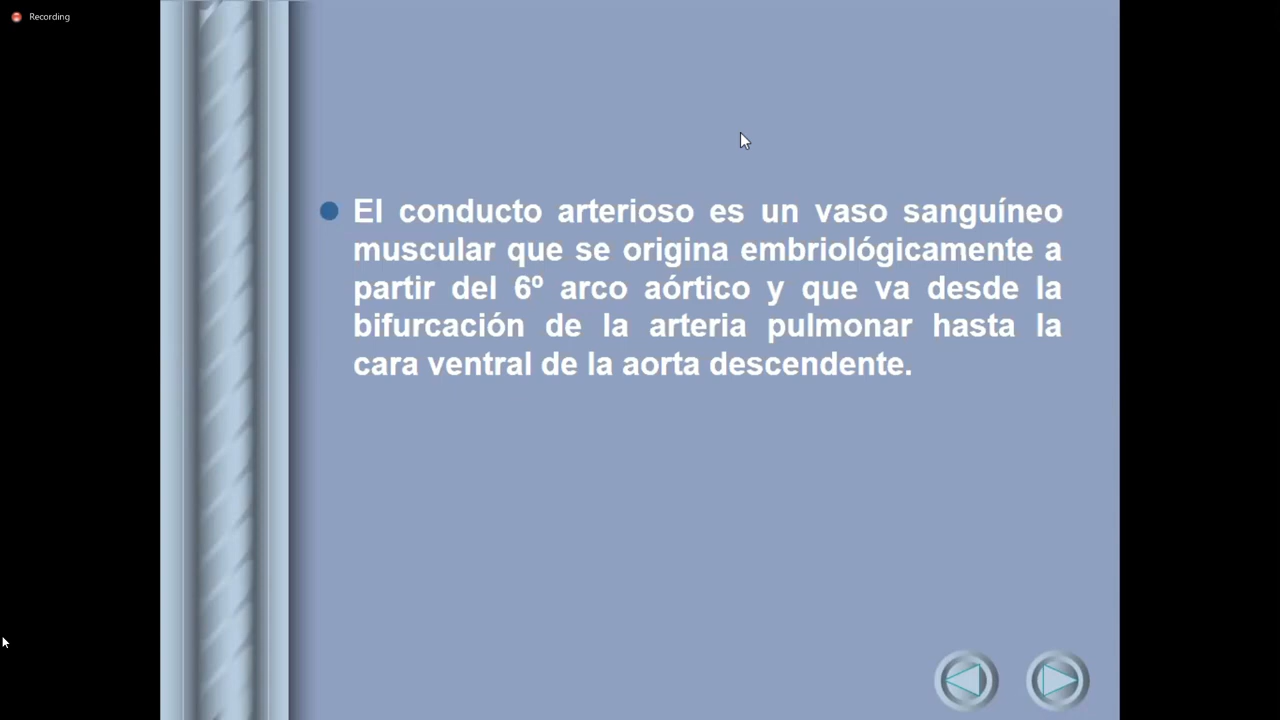 Recording
El conducto arterioso es un vaso sanguíneo
muscular que se origina embriológicamente a
partir del 6º arco aórtico y que va desde la
bifurcación de la arteria pulmonar hasta la
cara ventral de la aorta descendente.